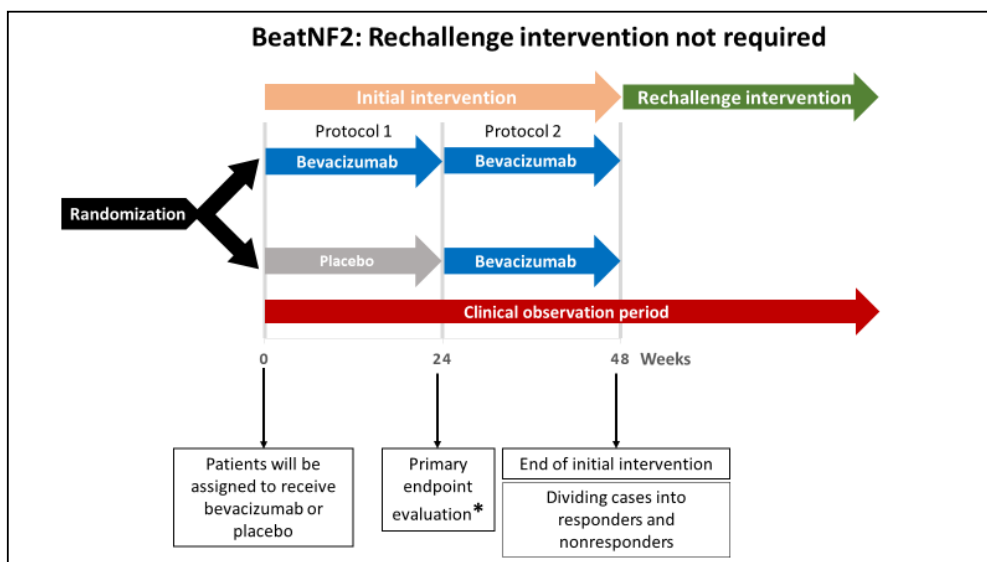 BeatNF2: Rechallenge intervention not required
Initial intervention
Rechallenge intervention
Protocol 1
Protocol 2
Bevacizumab
Bevacizumab
Randomization
Placebo
Bevacizumab
Clinical observation period
0
24
48
Weeks
Patients will be
assigned to receive
bevacizumab or
placebo
Primary
endpoint
evaluation*
End of initial intervention
Dividing cases into
responders and
nonresponders